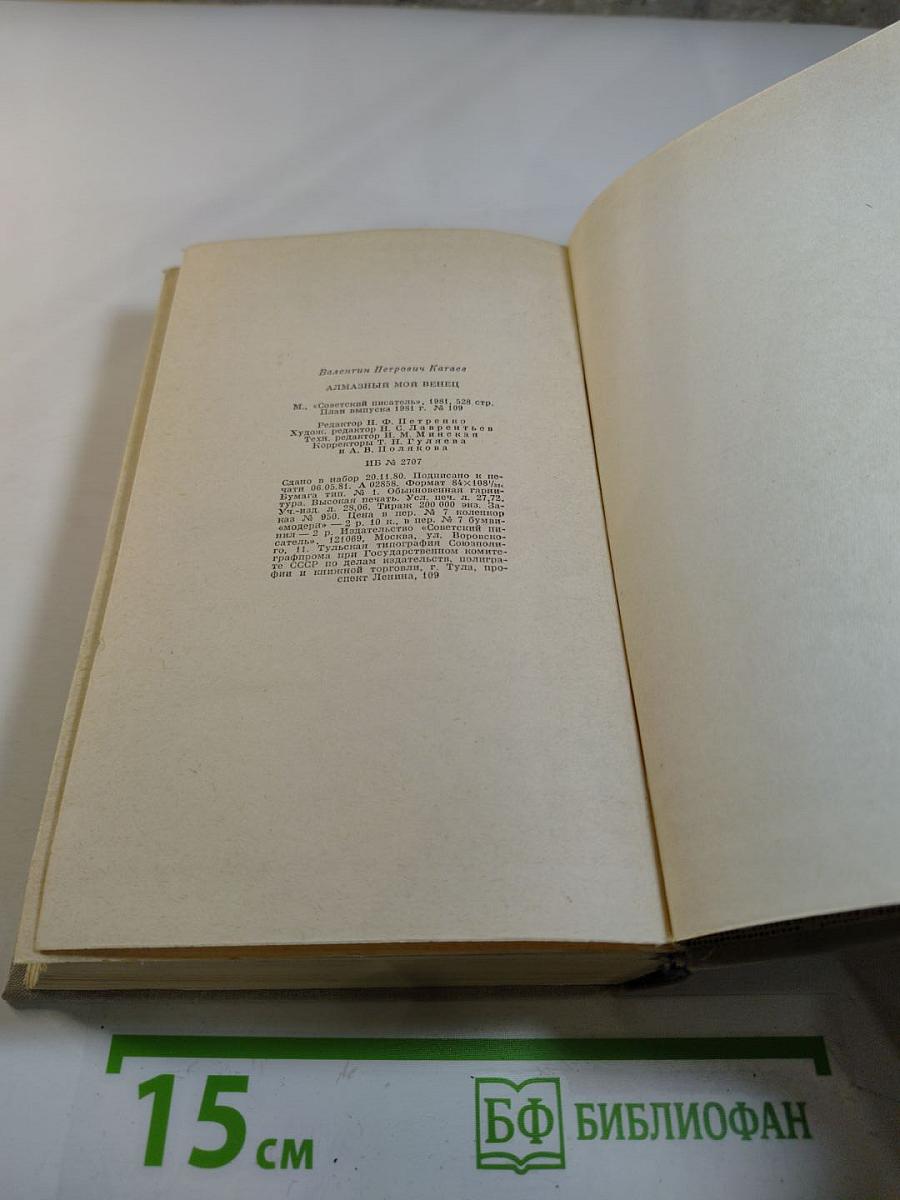 Валентин Петрович Катаев
АЛМАЗНЫЙ МОЙ ВЕНЕЦ
М., «Советский писатель», 1981, 528 стр.
План выпуска 1981 г. № 109
Редактор Н. Ф. Петренко
Худож. редактор Н. С. Лаврентьев
Техн. редактор И. М. Минская
Корректоры Т. Н. Гуляева
и А. В. Полякова
ИБ № 2707
Сдано в набор 20.11.80. Подписано к пе-
чати 06.05.81. А 02858. Формат 84×108¹/₃₂.
Бумага тип. № 1. Обыкновенная гарни-
тура. Высокая печать. Усл. печ. л. 27,72.
Уч.-изд. л. 28,06. Тираж 200 000 экз. За-
каз № 950. Цена в пер. № 7 коленкор
«модерн» — 2 р. 10 к., в пер. № 7 бумви-
нил — 2 р. Издательство «Советский пи-
сатель», 121069, Москва, ул. Воровско-
го, 11. Тульская типография Союзполи-
графпрома при Государственном комите-
те СССР по делам издательств, полигра-
фии и книжной торговли, г. Тула, про-
спект Ленина, 109
15 см
БФ БИБЛИОФАН